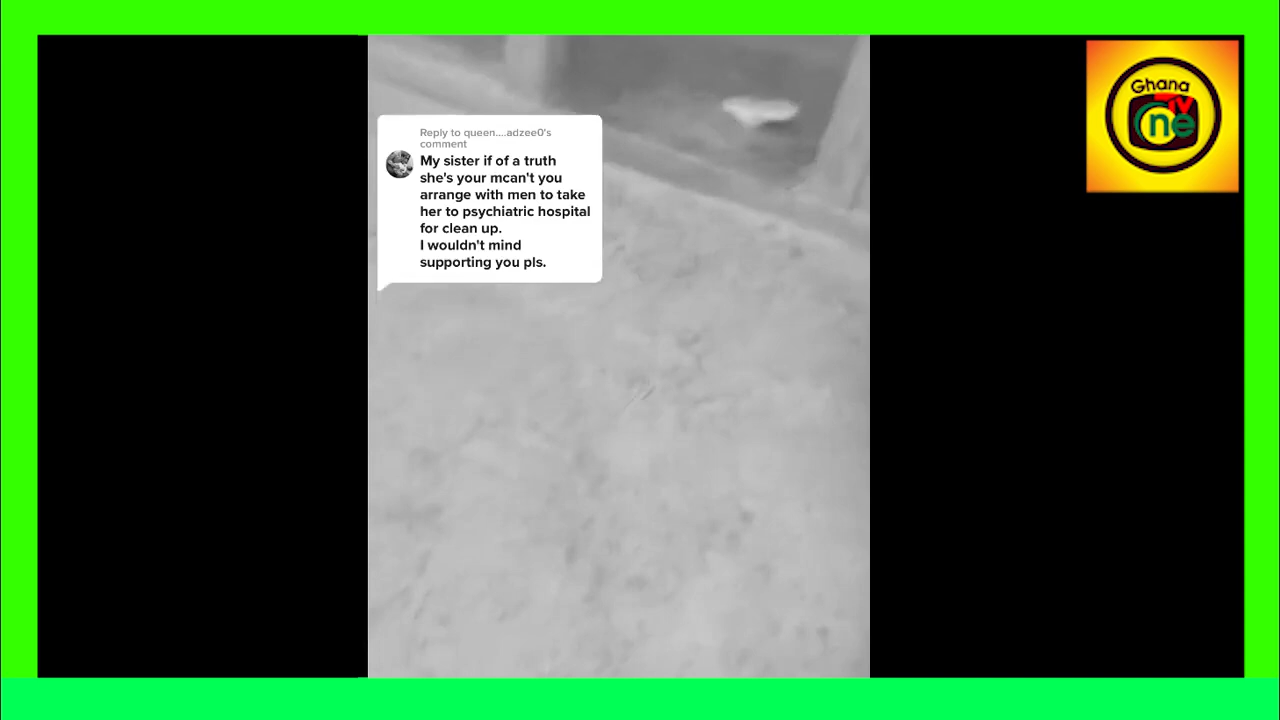 Reply to queen....adzee0's
comment
My sister if of a truth
she's your mcan't you
arrange with men to take
her to psychiatric hospital
for clean up.
I wouldn't mind
supporting you pls.
Ghana
TV
One